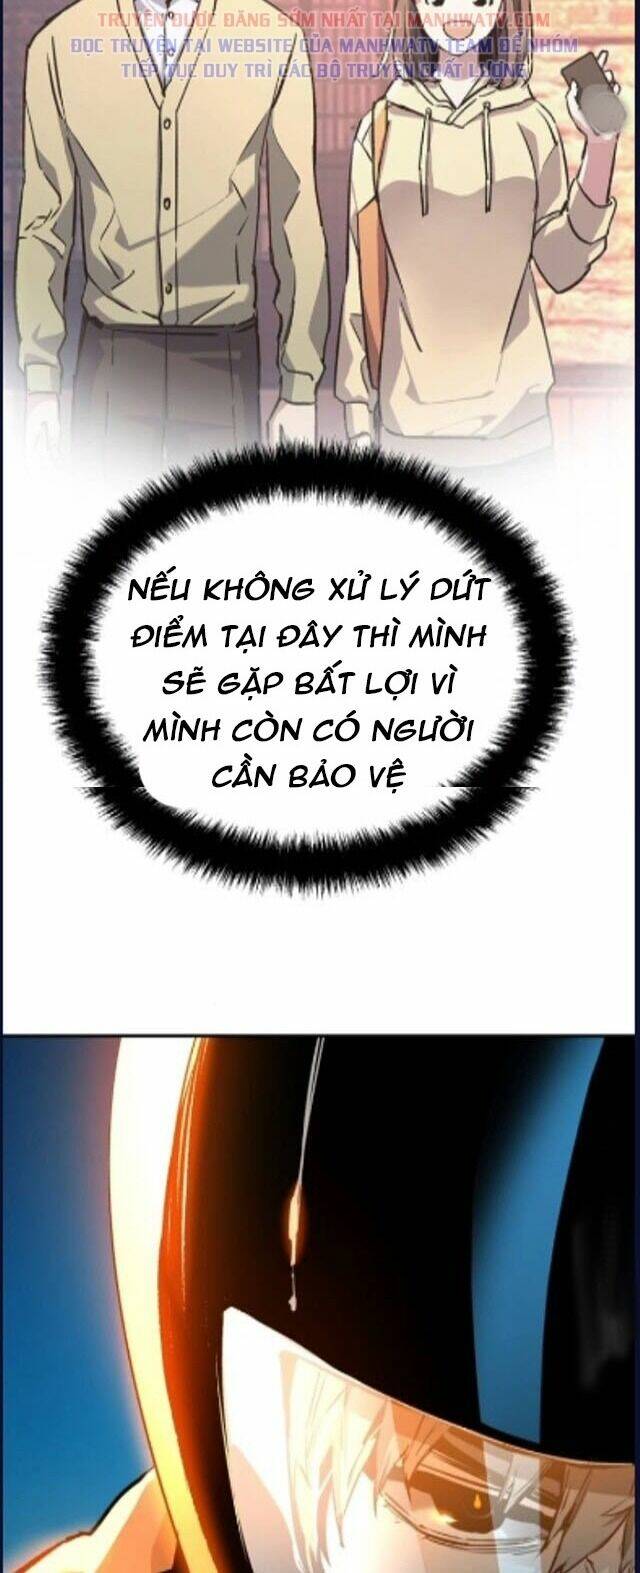 TRUYỆN ĐƯỢC ĐĂNG SỚM NHẤT TẠI MANHWATV.COM
ĐỌC TRUYỆN TẠI WEBSITE CỦA MANHWATV TEAM ĐỂ NHÓM
TIẾP TỤC DUY TRÌ CÁC BỘ TRUYỆN CHẤT LƯỢNG
NẾU KHÔNG XỬ LÝ DỨT
ĐIỂM TẠI ĐÂY THÌ MÌNH
SẼ GẶP BẤT LỢI VÌ
MÌNH CÒN CÓ NGƯỜI
CẦN BẢO VỆ